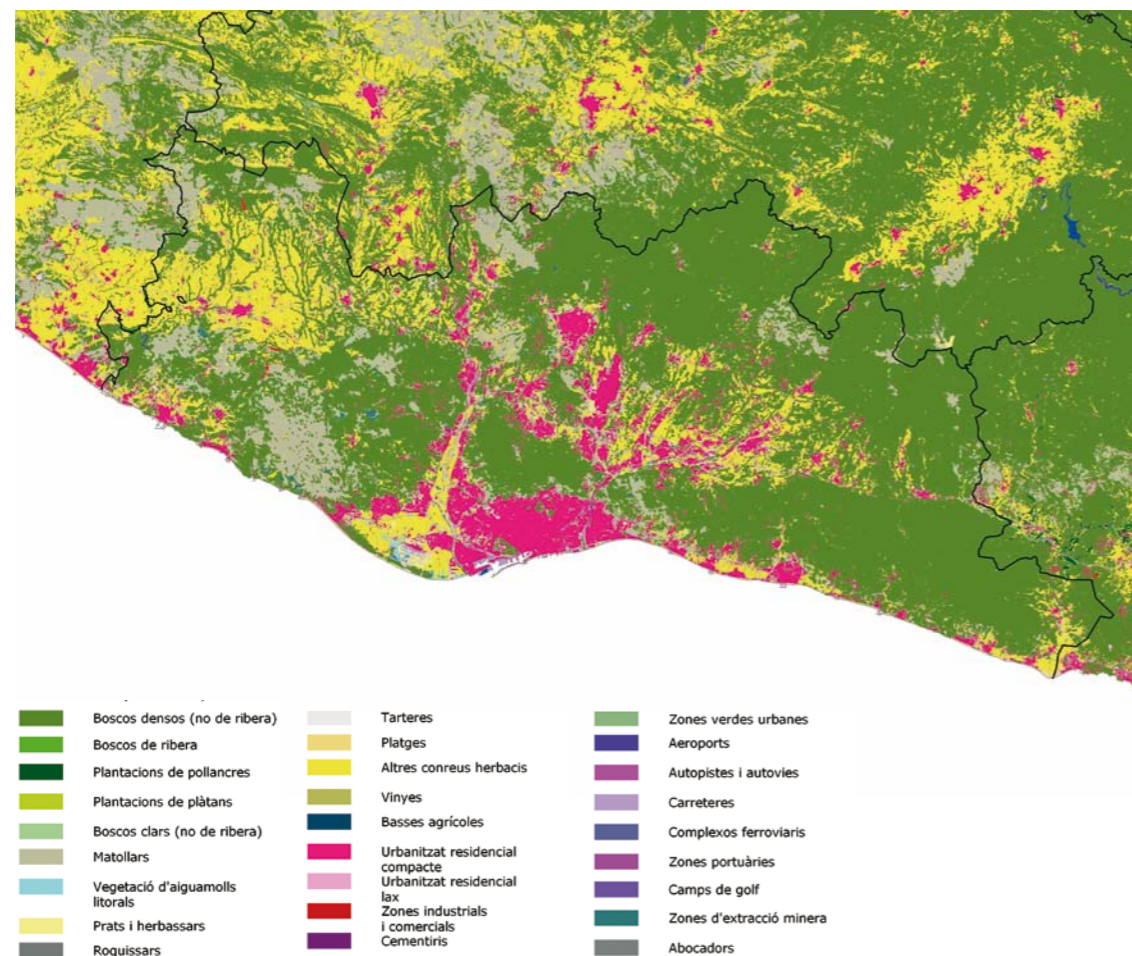 Boscos densos (no de ribera)
Boscos de ribera
Plantacions de pollancres
Plantacions de plàtans
Boscos clars (no de ribera)
Matollars
Vegetació d'aiguamolls
litorals
Prats i herbassars
Roquissars
Tarteres
Platges
Altres conreus herbacis
Vinyes
Basses agrícoles
Urbanitzat residencial
compacte
Urbanitzat residencial
lax
Zones industrials
i comercials
Cementiris
Zones verdes urbanes
Aeroports
Autopistes i autovies
Carreteres
Complexos ferroviaris
Zones portuàries
Camps de golf
Zones d'extracció minera
Abocadors